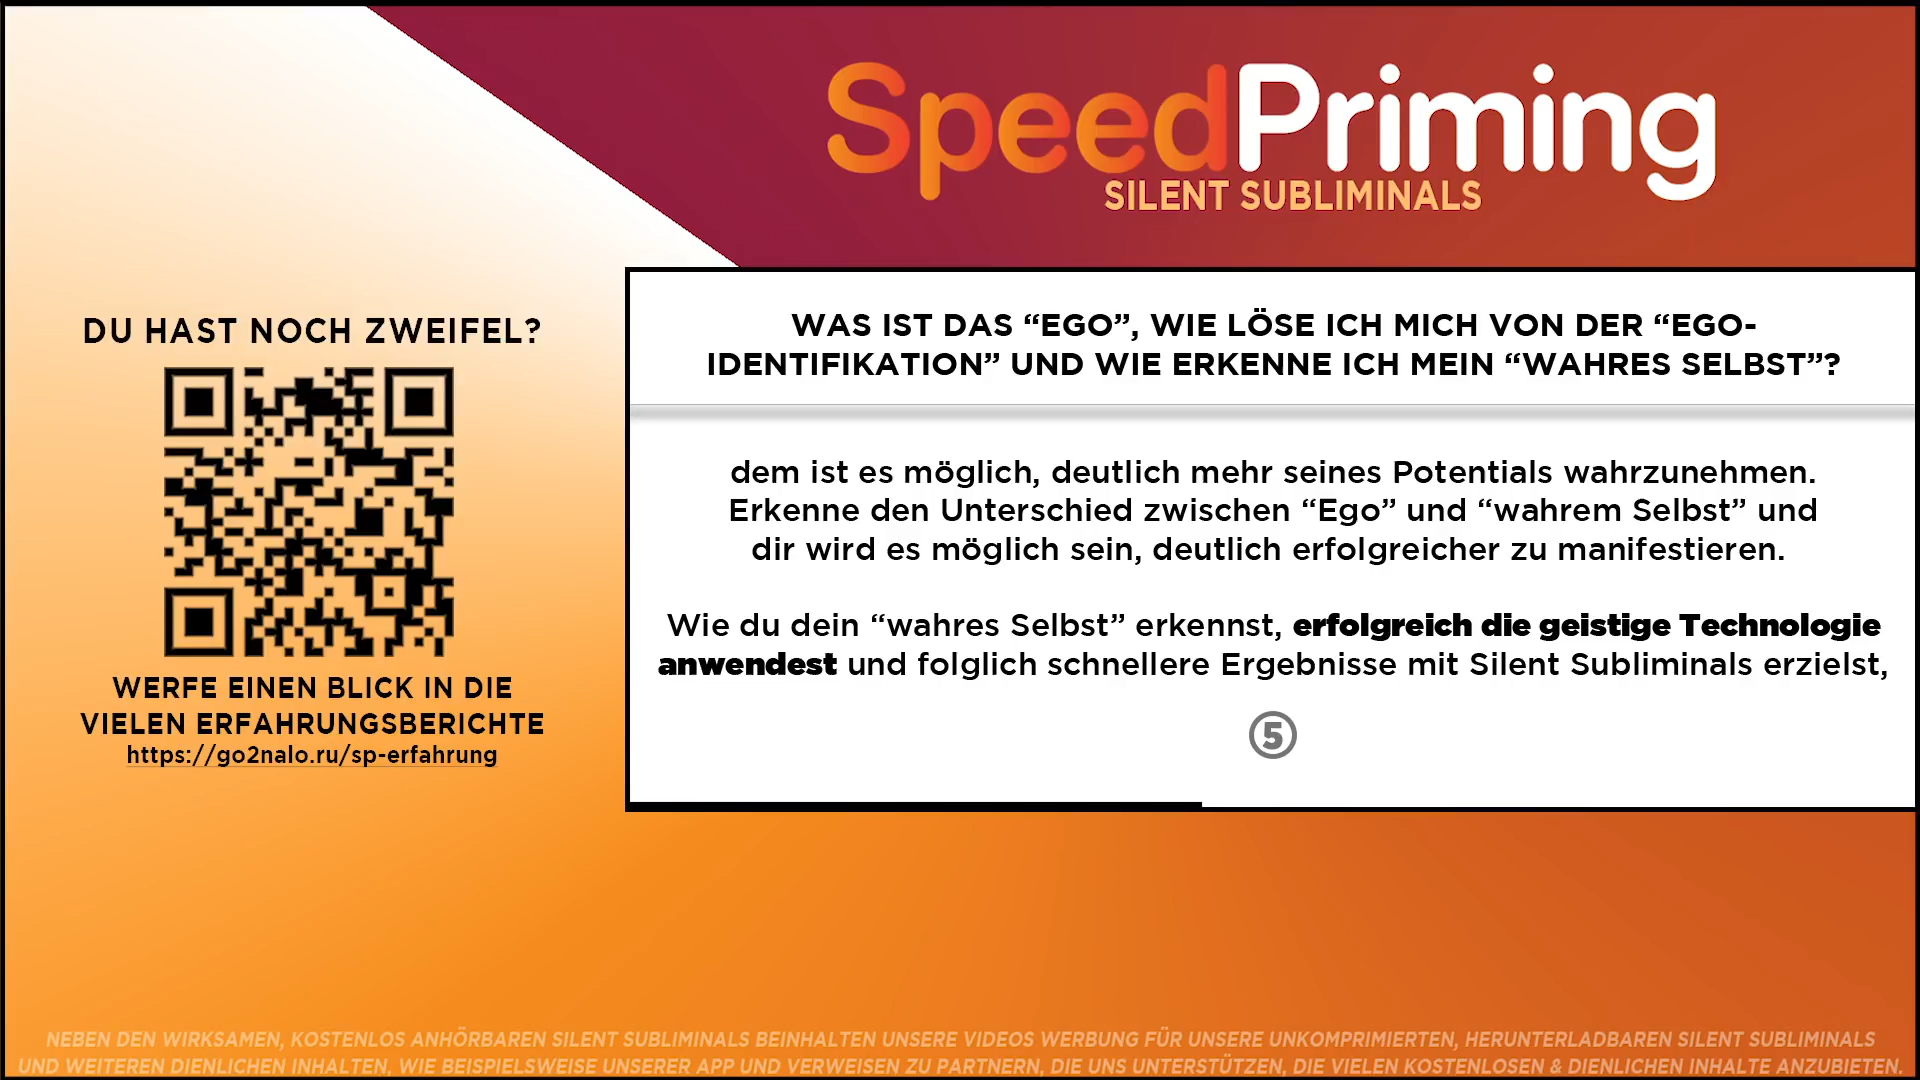 SpeedPriming
SILENT SUBLIMINALS
DU HAST NOCH ZWEIFEL?
WERFE EINEN BLICK IN DIE
VIELEN ERFAHRUNGSBERICHTE
https://go2nalo.ru/sp-erfahrung
WAS IST DAS “EGO”, WIE LÖSE ICH MICH VON DER “EGO-
IDENTIFIKATION” UND WIE ERKENNE ICH MEIN “WAHRES SELBST”?
dem ist es möglich, deutlich mehr seines Potentials wahrzunehmen.
Erkenne den Unterschied zwischen “Ego” und “wahrem Selbst” und
dir wird es möglich sein, deutlich erfolgreicher zu manifestieren.
Wie du dein “wahres Selbst” erkennst, erfolgreich die geistige Technologie
anwendest und folglich schnellere Ergebnisse mit Silent Subliminals erzielst,
5
NEBEN DEN WIRKSAMEN, KOSTENLOS ANHÖRBAREN SILENT SUBLIMINALS BEINHALTEN UNSERE VIDEOS WERBUNG FÜR UNSERE UNKOMPRIMIERTEN, HERUNTERLADBAREN SILENT SUBLIMINALS
UND WEITEREN DIENLICHEN INHALTEN, WIE BEISPIELSWEISE UNSERER APP UND VERWEISEN ZU PARTNERN, DIE UNS UNTERSTÜTZEN, DIE VIELEN KOSTENLOSEN & DIENLICHEN INHALTE ANZUBIETEN.